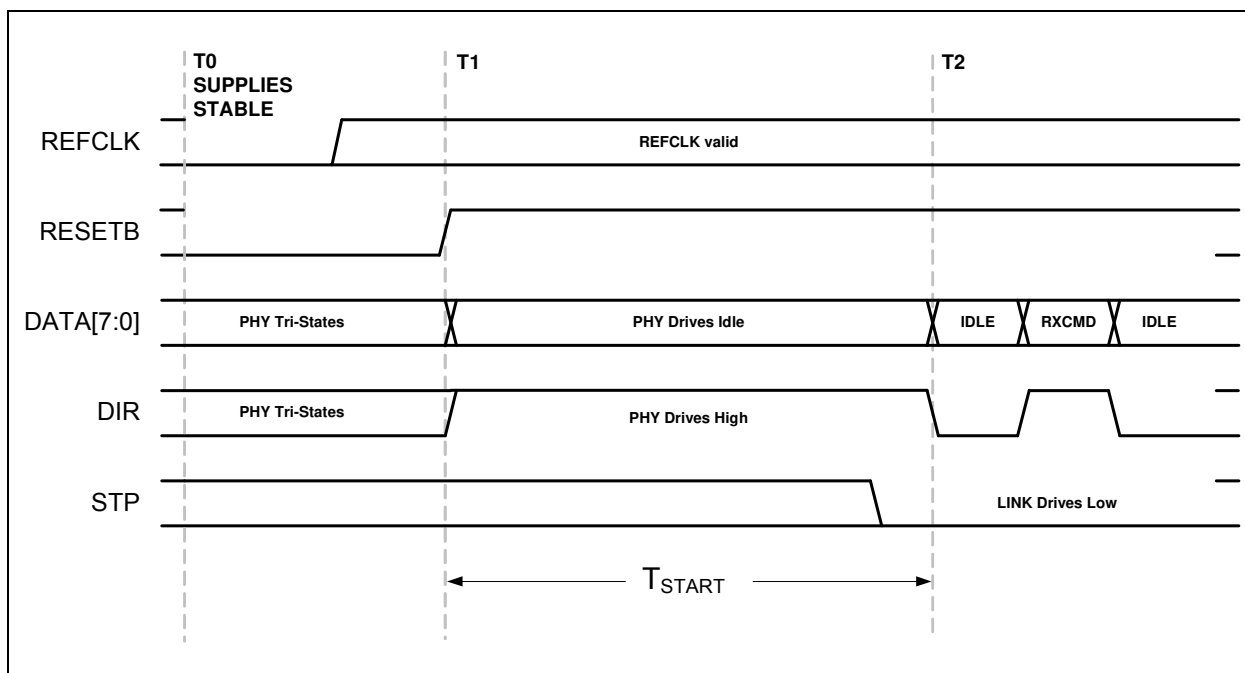 T0
SUPPLIES
STABLE
T1
T2
REFCLK
REFCLK valid
RESETB
DATA[7:0]
PHY Tri-States
PHY Drives Idle
IDLE
RXCMD
IDLE
DIR
PHY Tri-States
PHY Drives High
STP
LINK Drives Low
TSTART